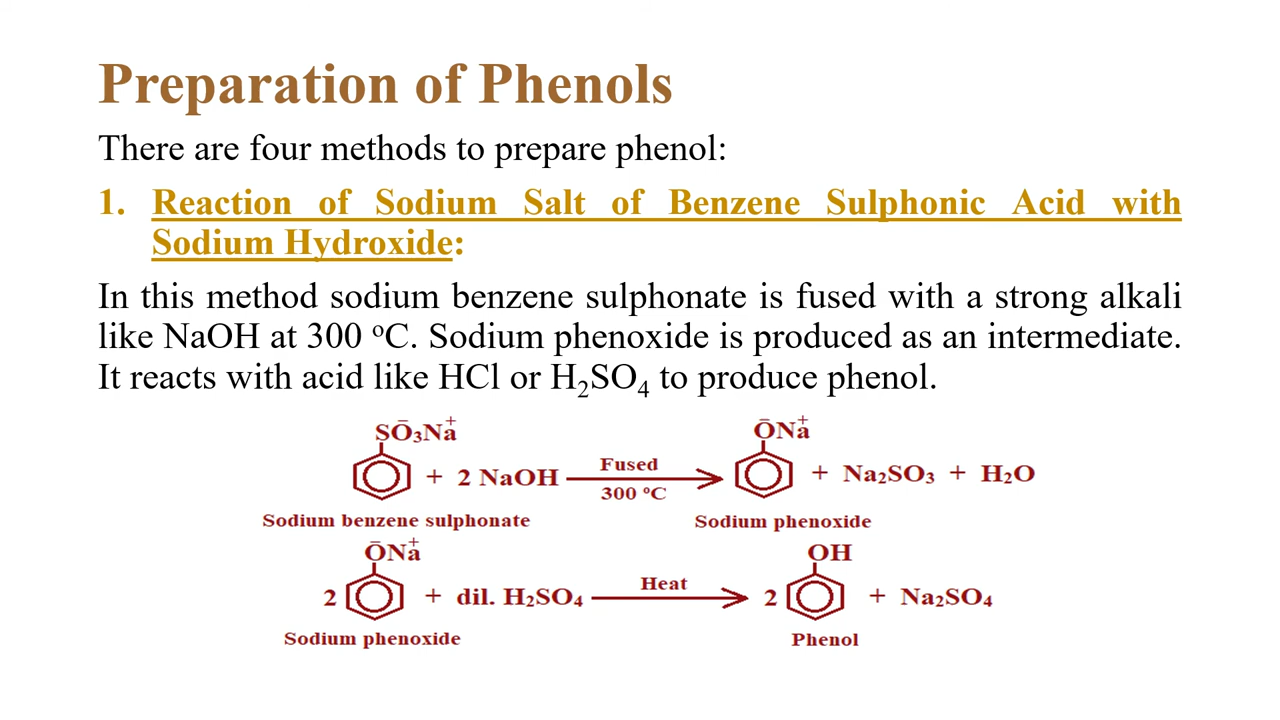 Preparation of Phenols
There are four methods to prepare phenol:
1. Reaction of Sodium Salt of Benzene Sulphonic Acid with
Sodium Hydroxide:
In this method sodium benzene sulphonate is fused with a strong alkali
like NaOH at 300 °C. Sodium phenoxide is produced as an intermediate.
It reacts with acid like HCl or H₂SO₄ to produce phenol.
SŌ₃Na⁺ ŌNa⁺
+ 2 NaOH Fused 300 ºC + Na₂SO₃ + H₂O
Sodium benzene sulphonate Sodium phenoxide
ŌNa⁺ OH
2 + dil. H₂SO₄ Heat 2 + Na₂SO₄
Sodium phenoxide Phenol